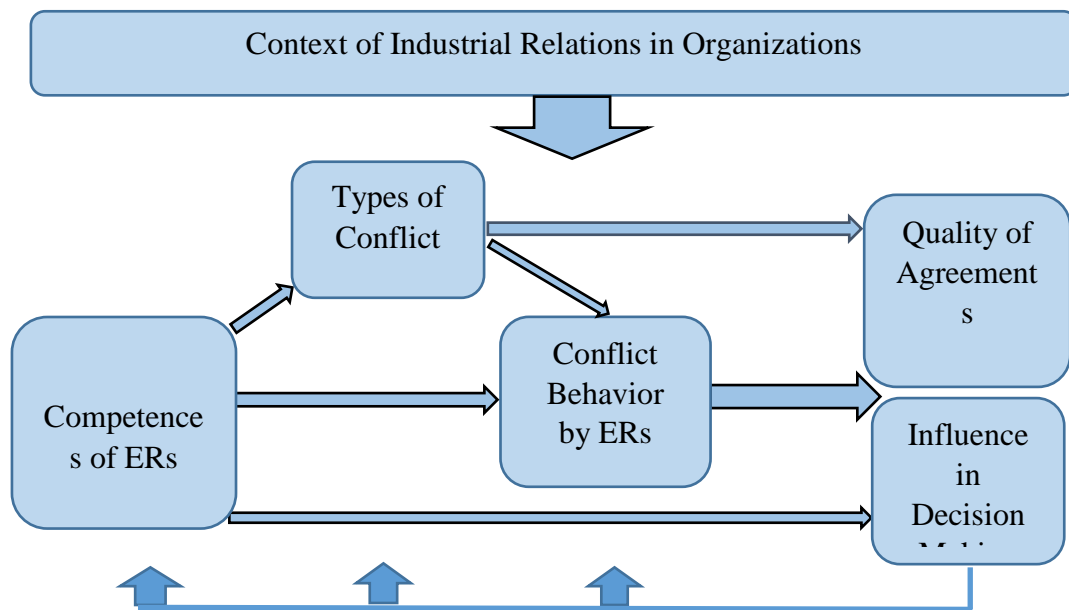 Context of Industrial Relations in Organizations
Types of
Conflict
Quality of
Agreement
s
Conflict
Behavior
by ERs
Competence
s of ERs
Influence
in
Decision